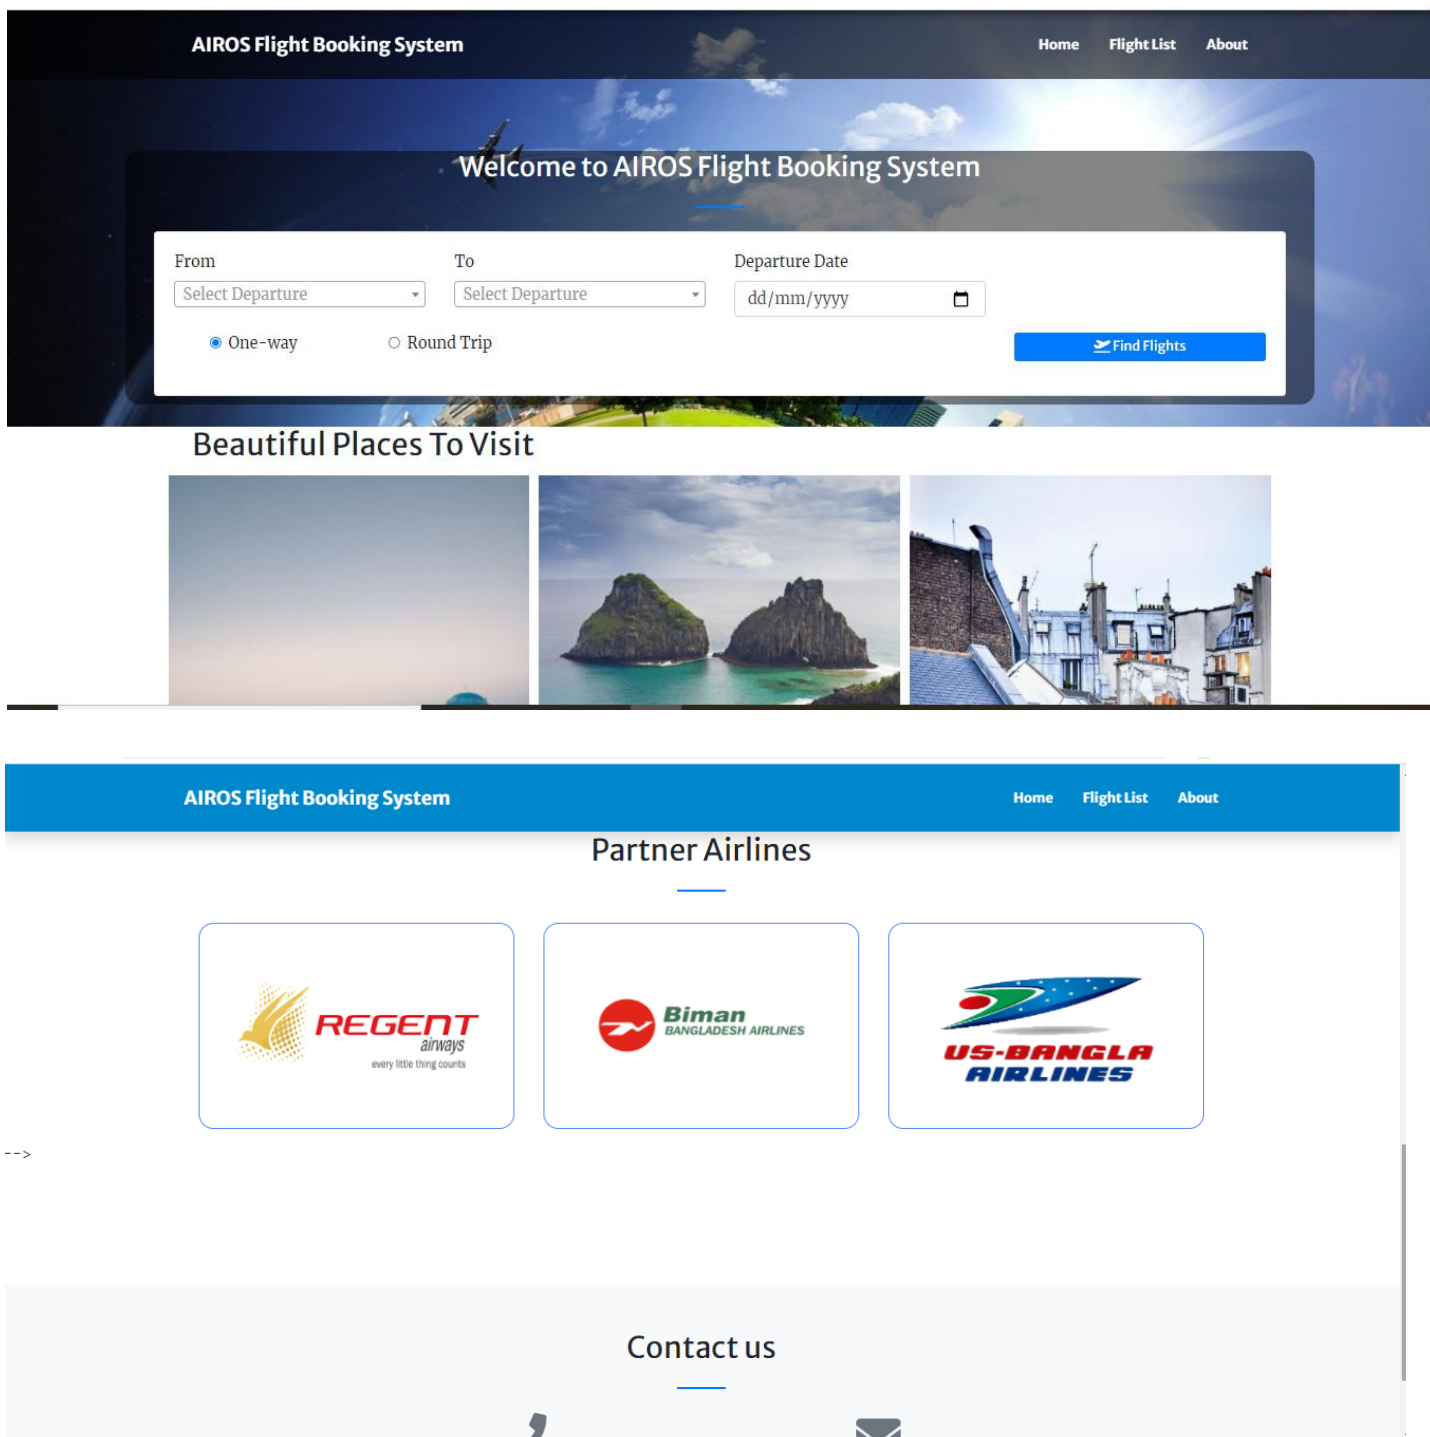 AIROS Flight Booking System Home Flight List About
Welcome to AIROS Flight Booking System
From To Departure Date
Select Departure Select Departure dd/mm/yyyy
One-way Round Trip Find Flights
Beautiful Places To Visit
AIROS Flight Booking System Home Flight List About
Partner Airlines
REGENT
airways
every little thing counts
Biman
BANGLADESH AIRLINES
US-BANGLA
AIRLINES
-->
Contact us